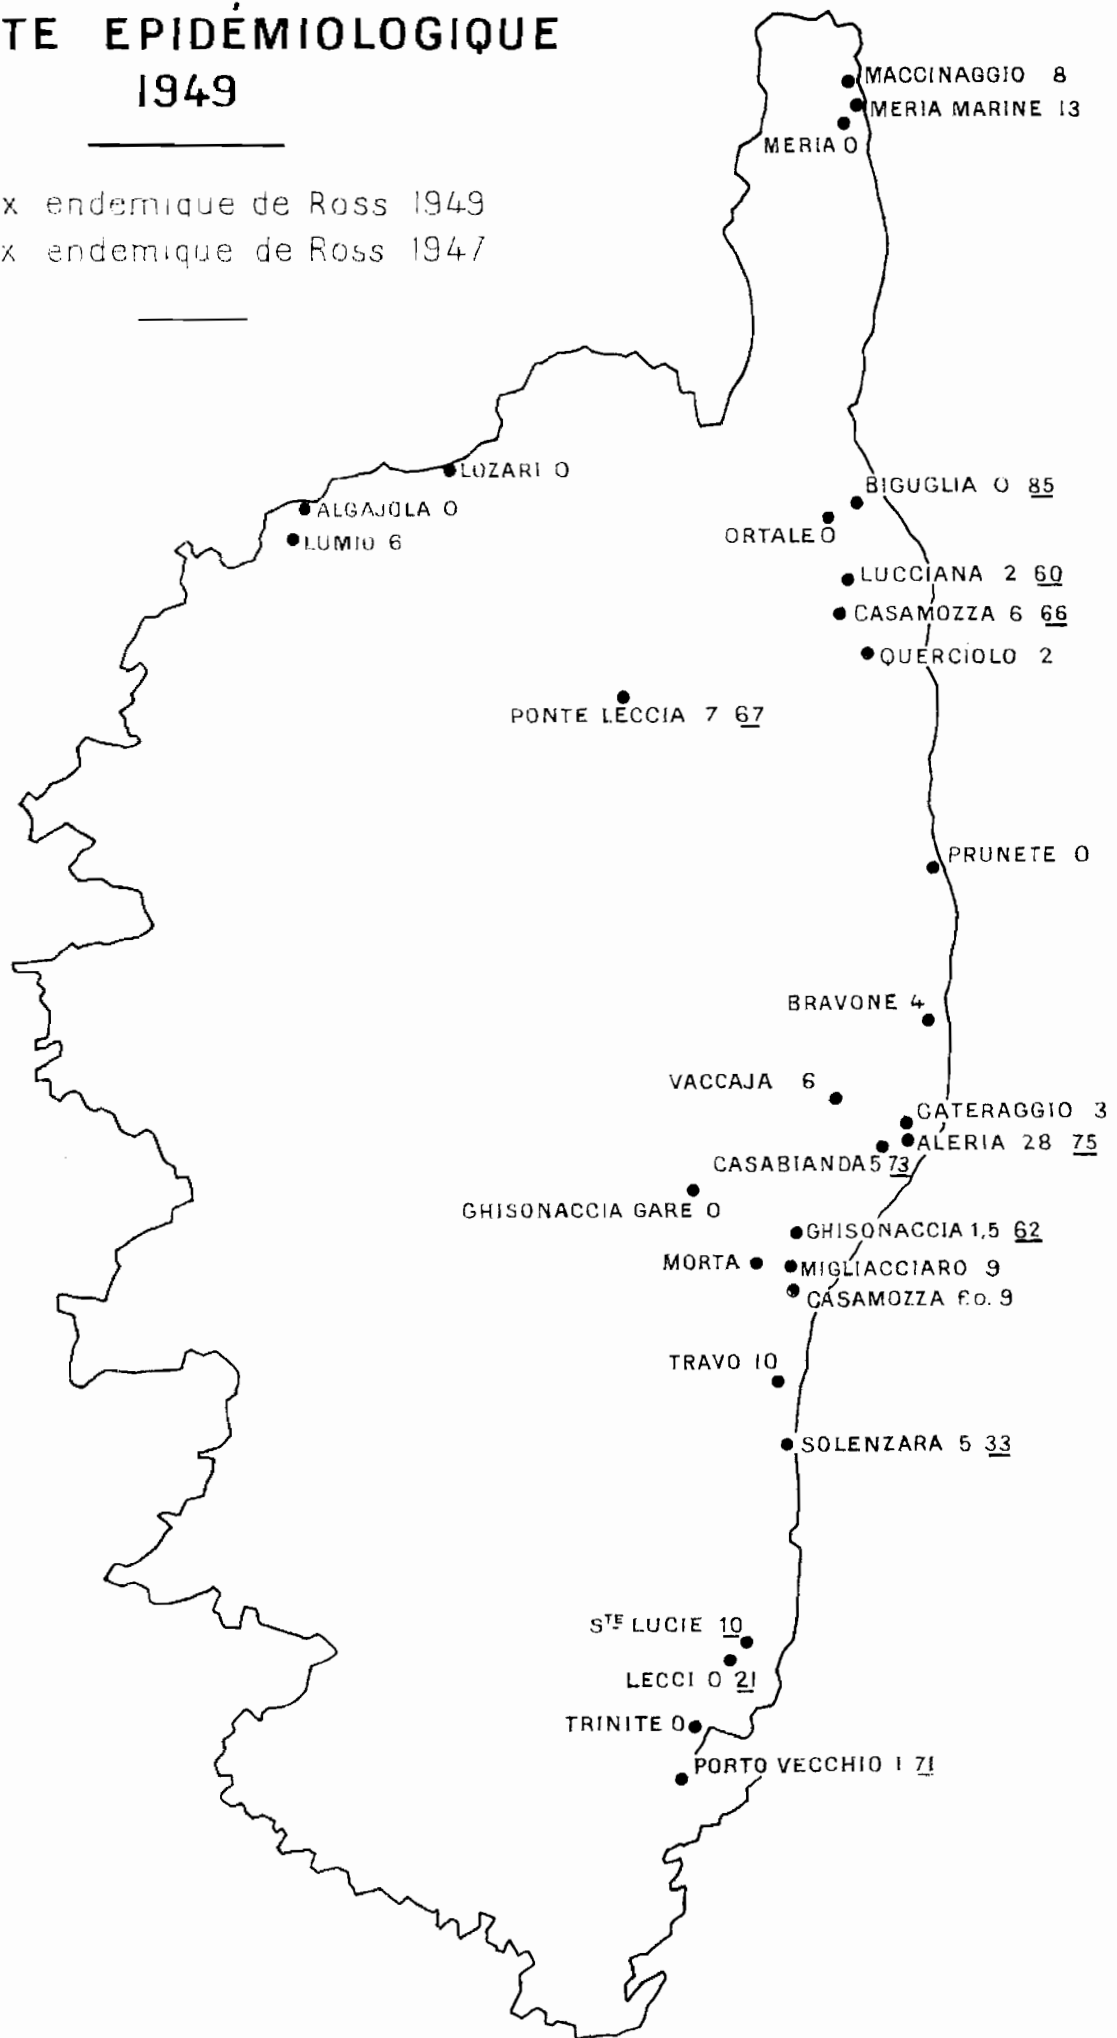 TE EPIDÉMIOLOGIQUE
1949
x endemique de Ross 1949
x endemique de Ross 1947
MACCINAGGIO 8
MERIA MARINE 13
MERIA 0
LOZARI 0
ALGAJOLA 0
LUMIO 6
BIGUGLIA 0 85
ORTALE 0
LUCCIANA 2 60
CASAMOZZA 6 66
QUERCIOLO 2
PONTE LECCIA 7 67
PRUNETE 0
BRAVONE 4
VACCAJA 6
CATERAGGIO 3
ALERIA 28 75
CASABIANDA 5 73
GHISONACCIA GARE 0
GHISONACCIA 1,5 62
MORTA
MIGLIACCIARO 9
CASAMOZZA f.o. 9
TRAVO 10
SOLENZARA 5 33
STE LUCIE 10
LECCI 0 21
TRINITE 0
PORTO VECCHIO 1 71